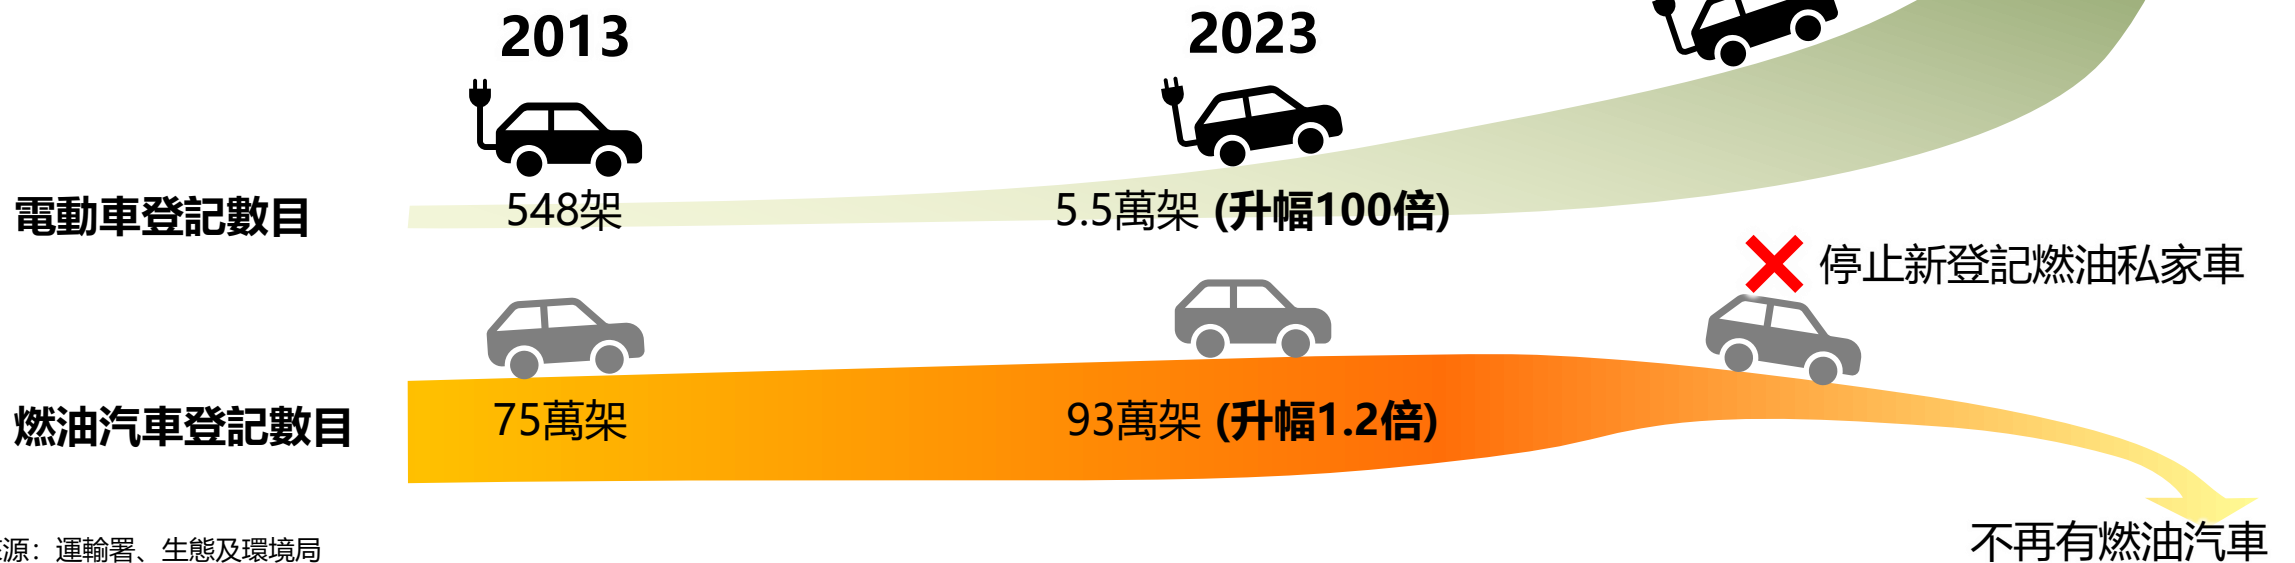 2013
2023
電動車登記數目
548架
5.5萬架 (升幅100倍)
停止新登記燃油私家車
燃油汽車登記數目
75萬架
93萬架 (升幅1.2倍)
不再有燃油汽車
源：運輸署、生態及環境局